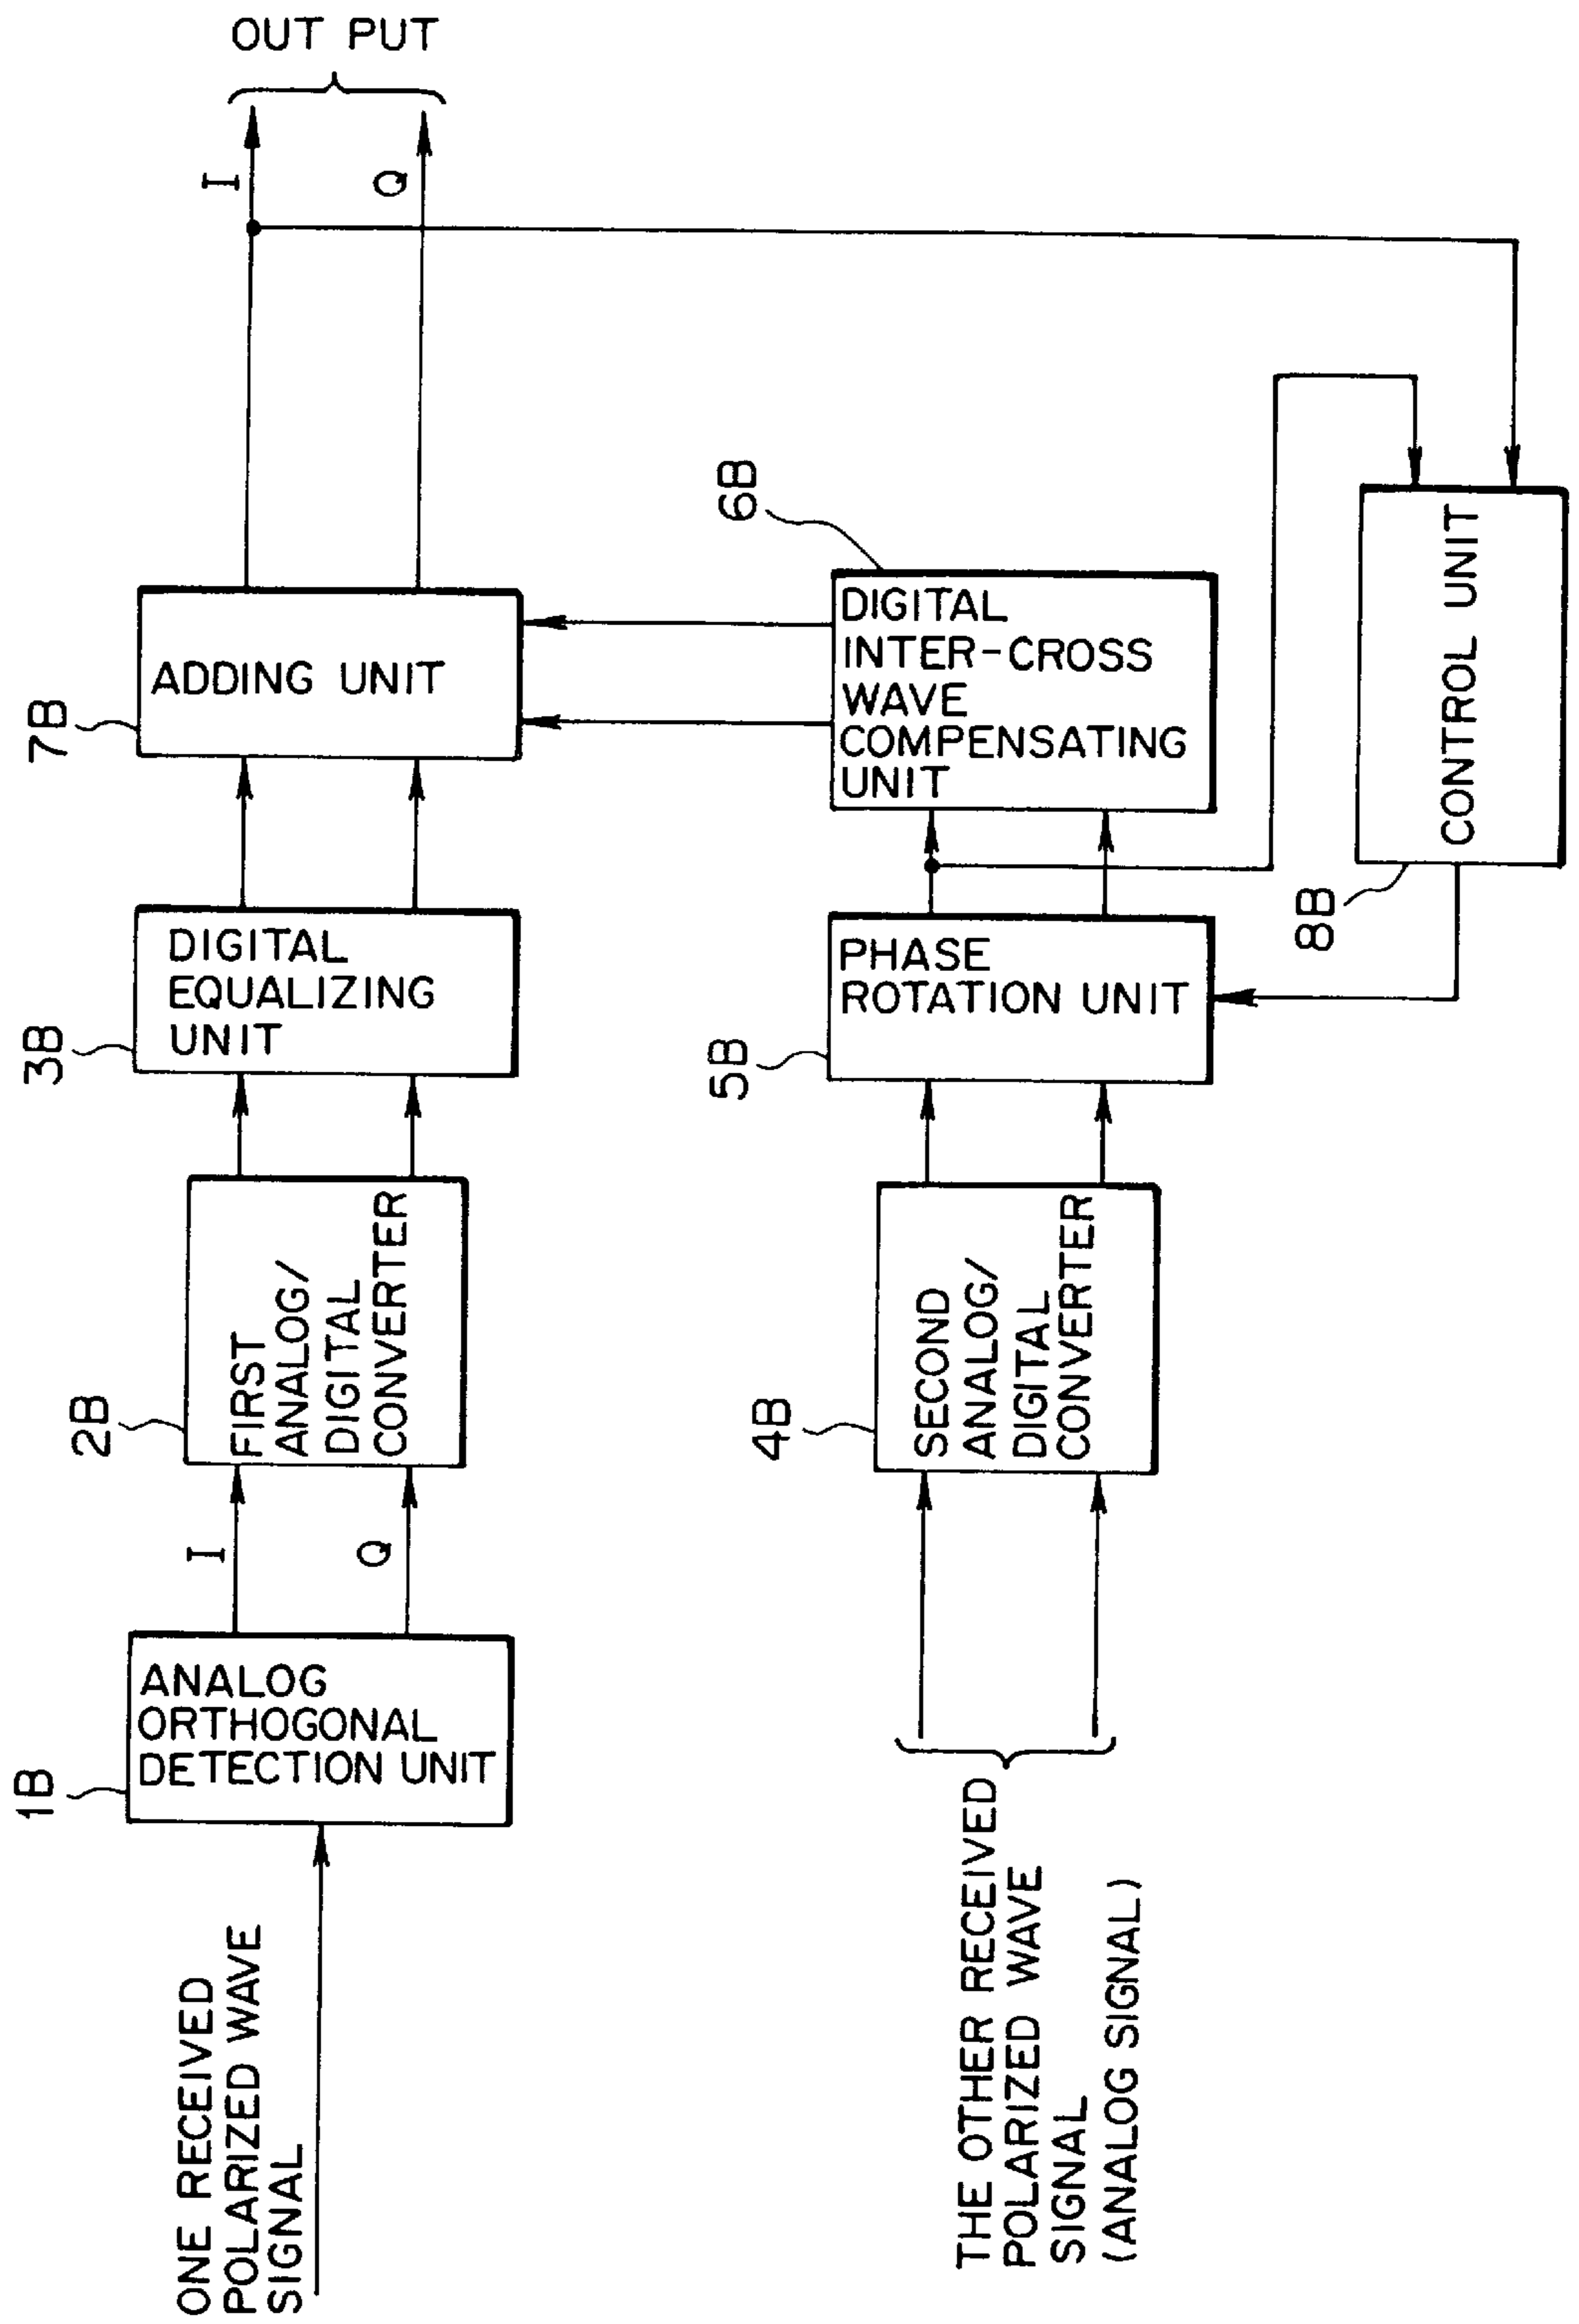 ONE RECEIVED
POLARIZED WAVE
SIGNAL
1B
ANALOG
ORTHOGONAL
DETECTION UNIT
I
Q
2B
FIRST
ANALOG/
DIGITAL
CONVERTER
3B
DIGITAL
EQUALIZING
UNIT
7B
ADDING UNIT
I
Q
OUT PUT
THE OTHER RECEIVED
POLARIZED WAVE
SIGNAL
(ANALOG SIGNAL)
4B
SECOND
ANALOG/
DIGITAL
CONVERTER
5B
PHASE
ROTATION UNIT
6B
DIGITAL
INTER-CROSS
WAVE
COMPENSATING
UNIT
8B
CONTROL UNIT